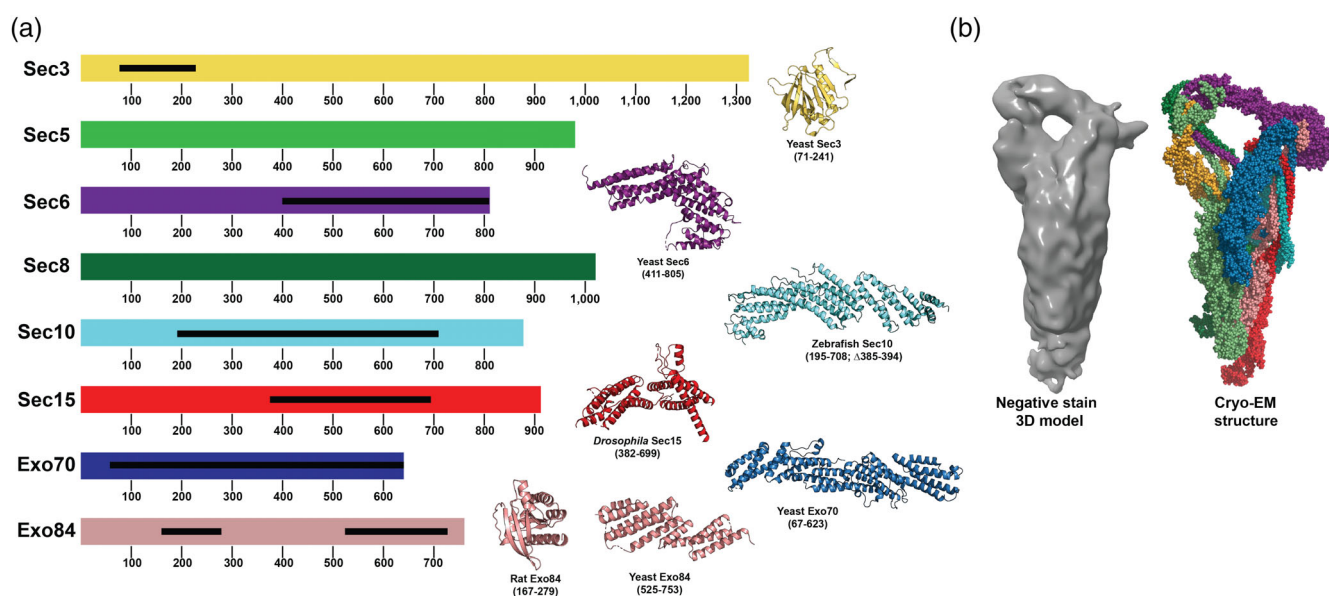 (a)
Sec3
100 200 300 400 500 600 700 800 900 1,000 1,100 1,200 1,300
Yeast Sec3
(71-241)
Sec5
100 200 300 400 500 600 700 800 900
Sec6
100 200 300 400 500 600 700 800
Yeast Sec6
(411-805)
Sec8
100 200 300 400 500 600 700 800 900 1,000
Sec10
100 200 300 400 500 600 700 800
Zebrafish Sec10
(195-708; Δ385-394)
Sec15
100 200 300 400 500 600 700 800 900
Drosophila Sec15
(382-699)
Exo70
100 200 300 400 500 600
Yeast Exo70
(67-623)
Exo84
100 200 300 400 500 600 700
Rat Exo84
(167-279)
Yeast Exo84
(525-753)
(b)
Negative stain
3D model
Cryo-EM
structure